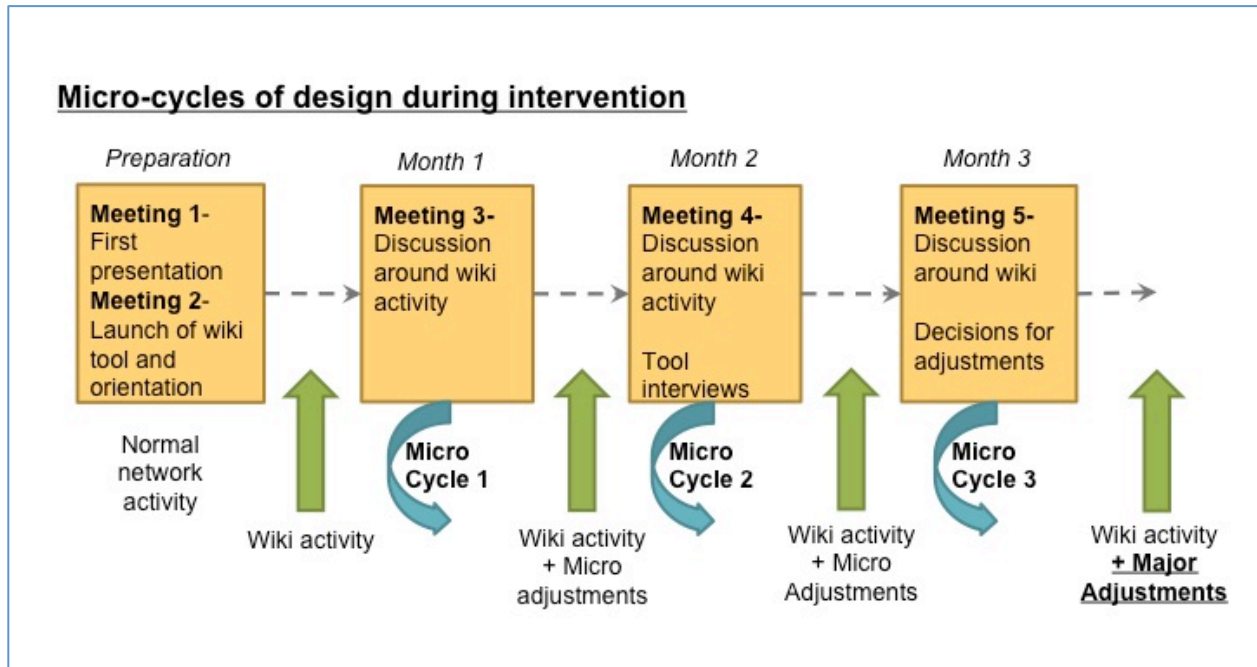 Micro-cycles of design during intervention
Preparation
Month 1
Month 2
Month 3
Meeting 1-
First
presentation
Meeting 2-
Launch of wiki
tool and
orientation
Meeting 3-
Discussion
around wiki
activity
Meeting 4-
Discussion
around wiki
activity
Tool
interviews
Meeting 5-
Discussion
around wiki
Decisions for
adjustments
Normal
network
activity
Wiki activity
Micro
Cycle 1
Wiki activity
+ Micro
adjustments
Micro
Cycle 2
Wiki activity
+ Micro
Adjustments
Micro
Cycle 3
Wiki activity
+ Major
Adjustments